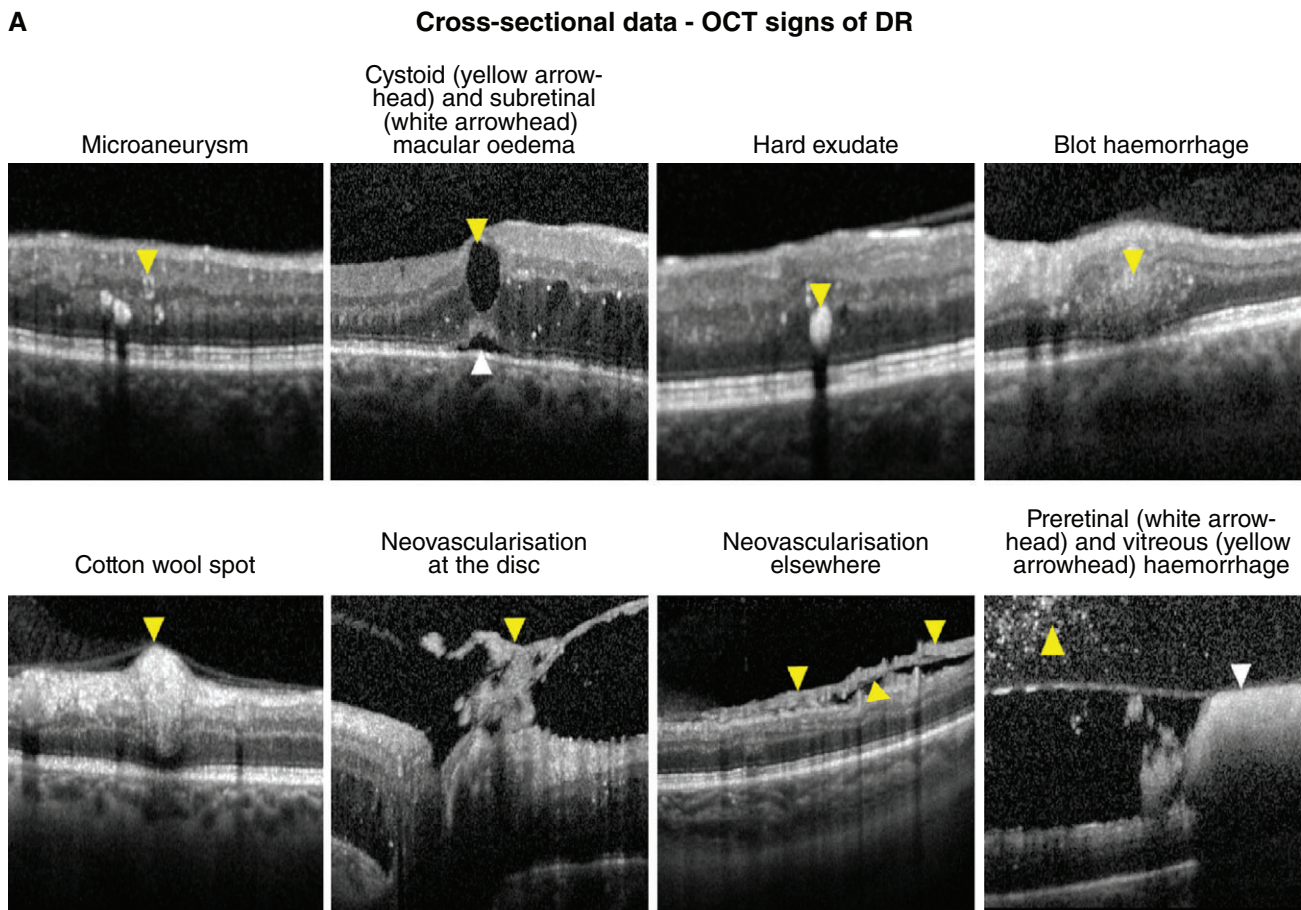 A
Cross-sectional data - OCT signs of DR
Microaneurysm
Cystoid (yellow arrow-
head) and subretinal
(white arrowhead)
macular oedema
Hard exudate
Blot haemorrhage
Cotton wool spot
Neovascularisation
at the disc
Neovascularisation
elsewhere
Preretinal (white arrow-
head) and vitreous (yellow
arrowhead) haemorrhage